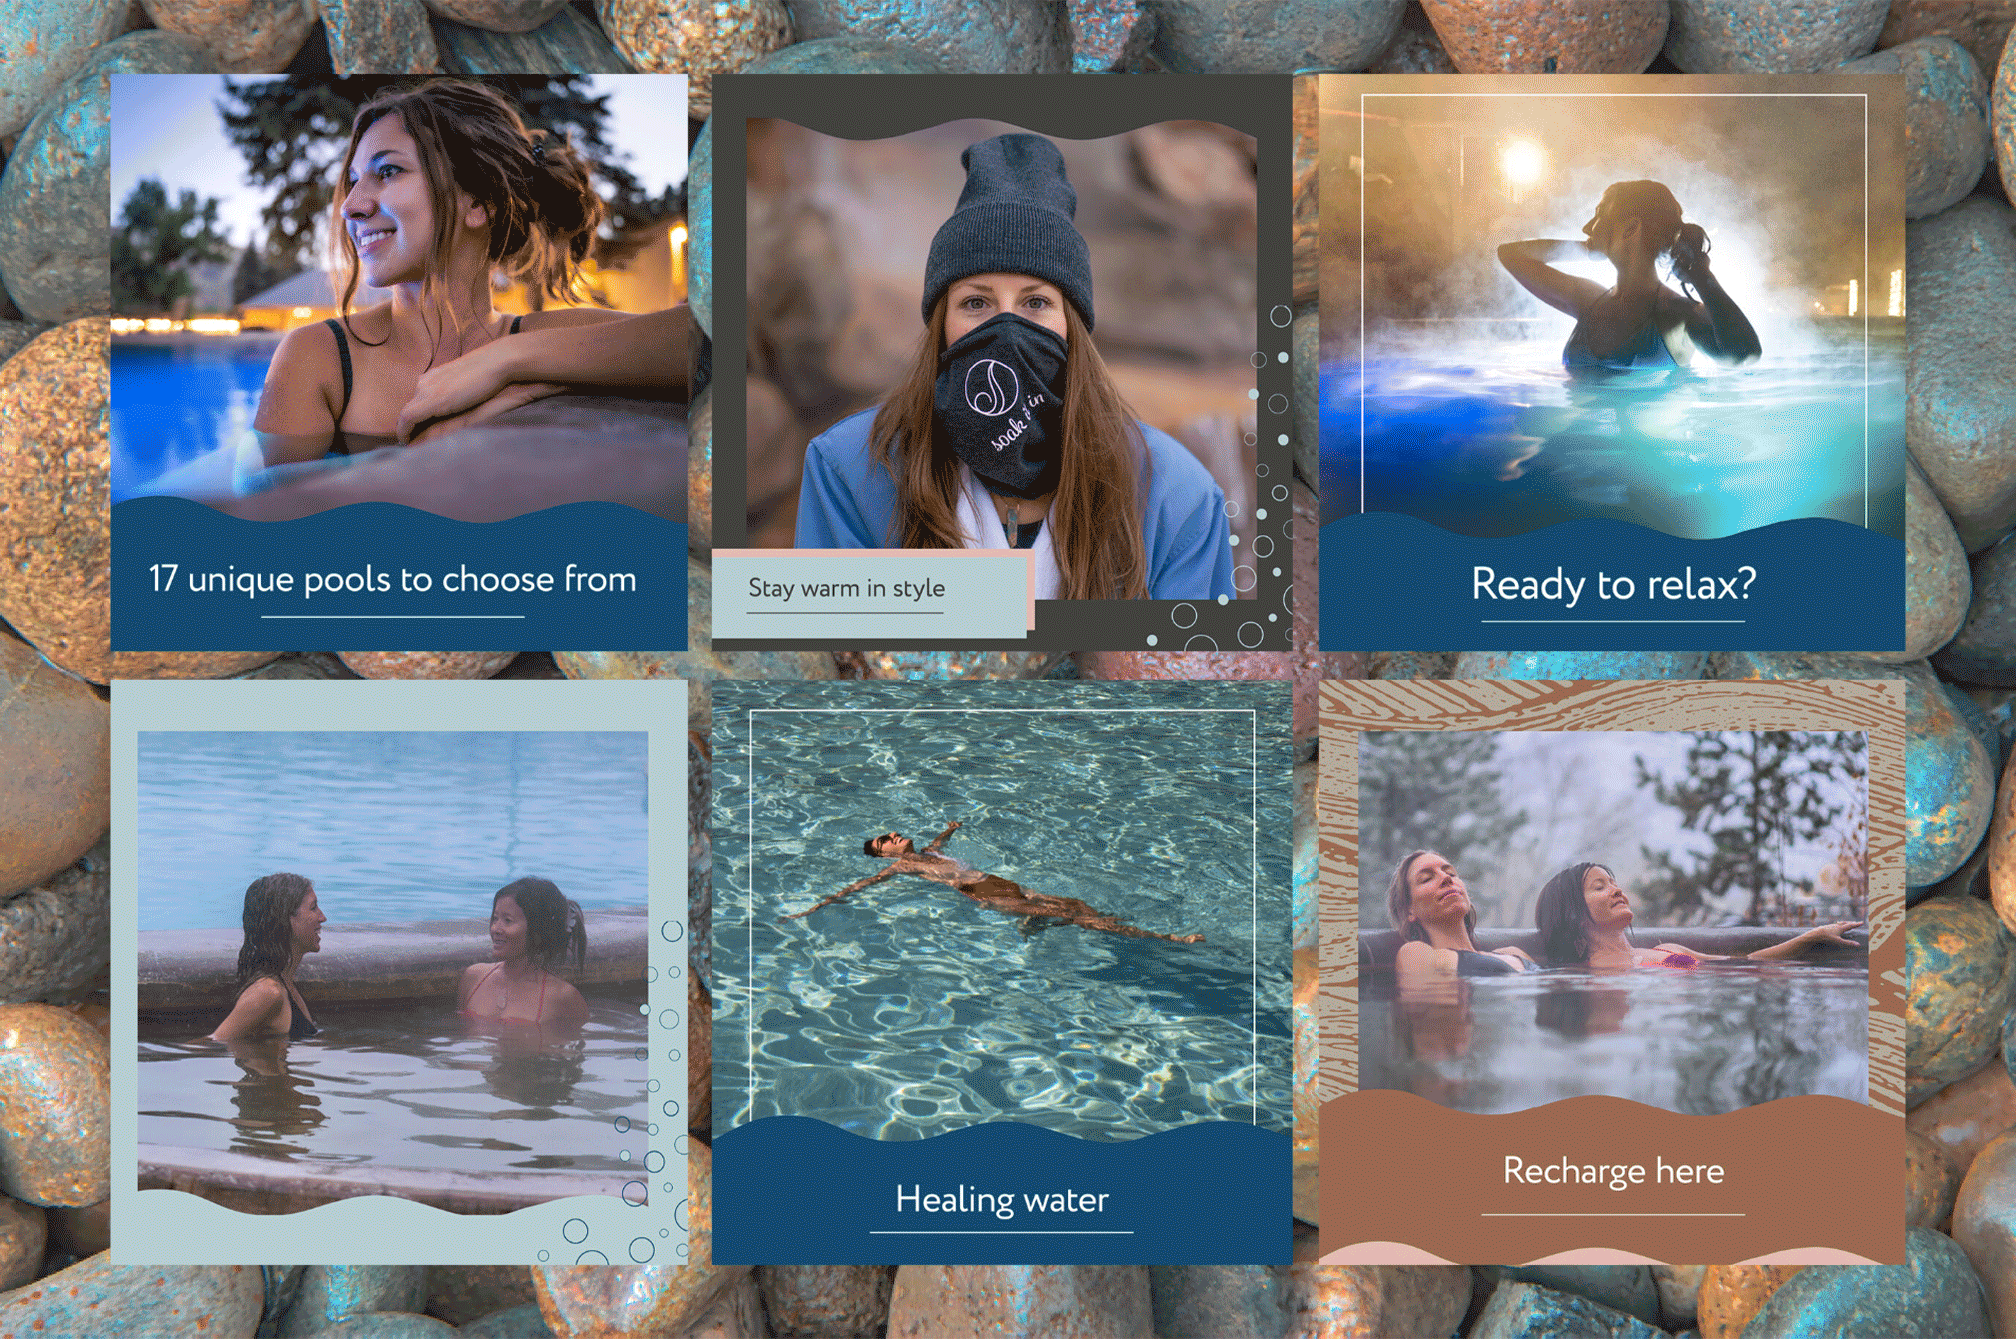 17 unique pools to choose from
soak it in
Stay warm in style
Ready to relax?
Healing water
Recharge here